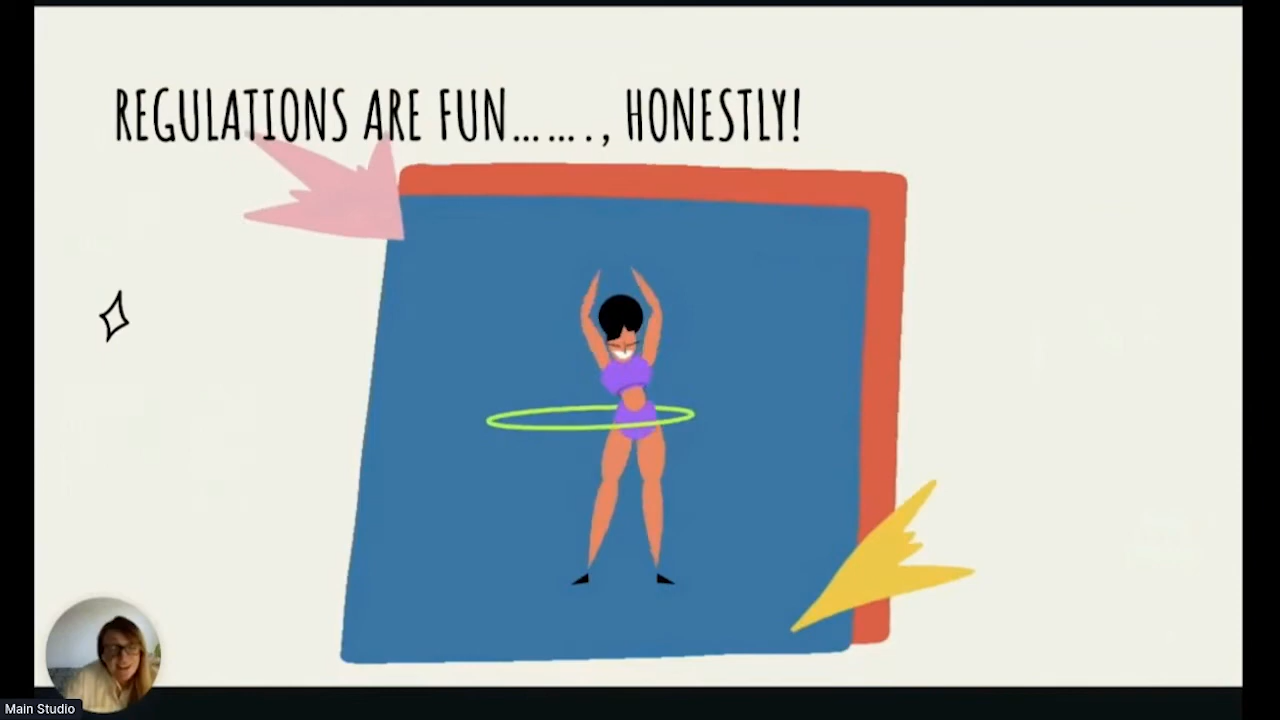 REGULATIONS ARE FUN......., HONESTLY!
Main Studio